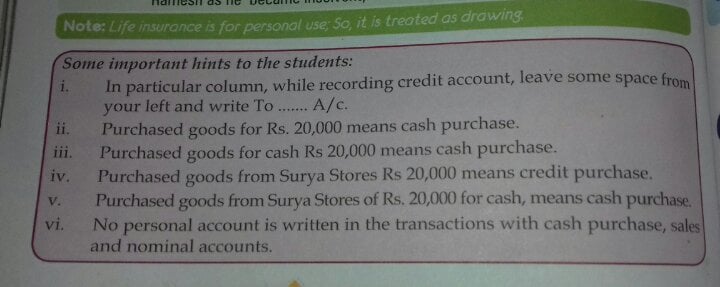 Note: Life insurance is for personal use; So, it is treated as drawing.
Some important hints to the students:
i. In particular column, while recording credit account, leave some space from
your left and write To ....... A/c.
ii. Purchased goods for Rs. 20,000 means cash purchase.
iii. Purchased goods for cash Rs 20,000 means cash purchase.
iv. Purchased goods from Surya Stores Rs 20,000 means credit purchase.
v. Purchased goods from Surya Stores of Rs. 20,000 for cash, means cash purchase.
vi. No personal account is written in the transactions with cash purchase, sales
and nominal accounts.